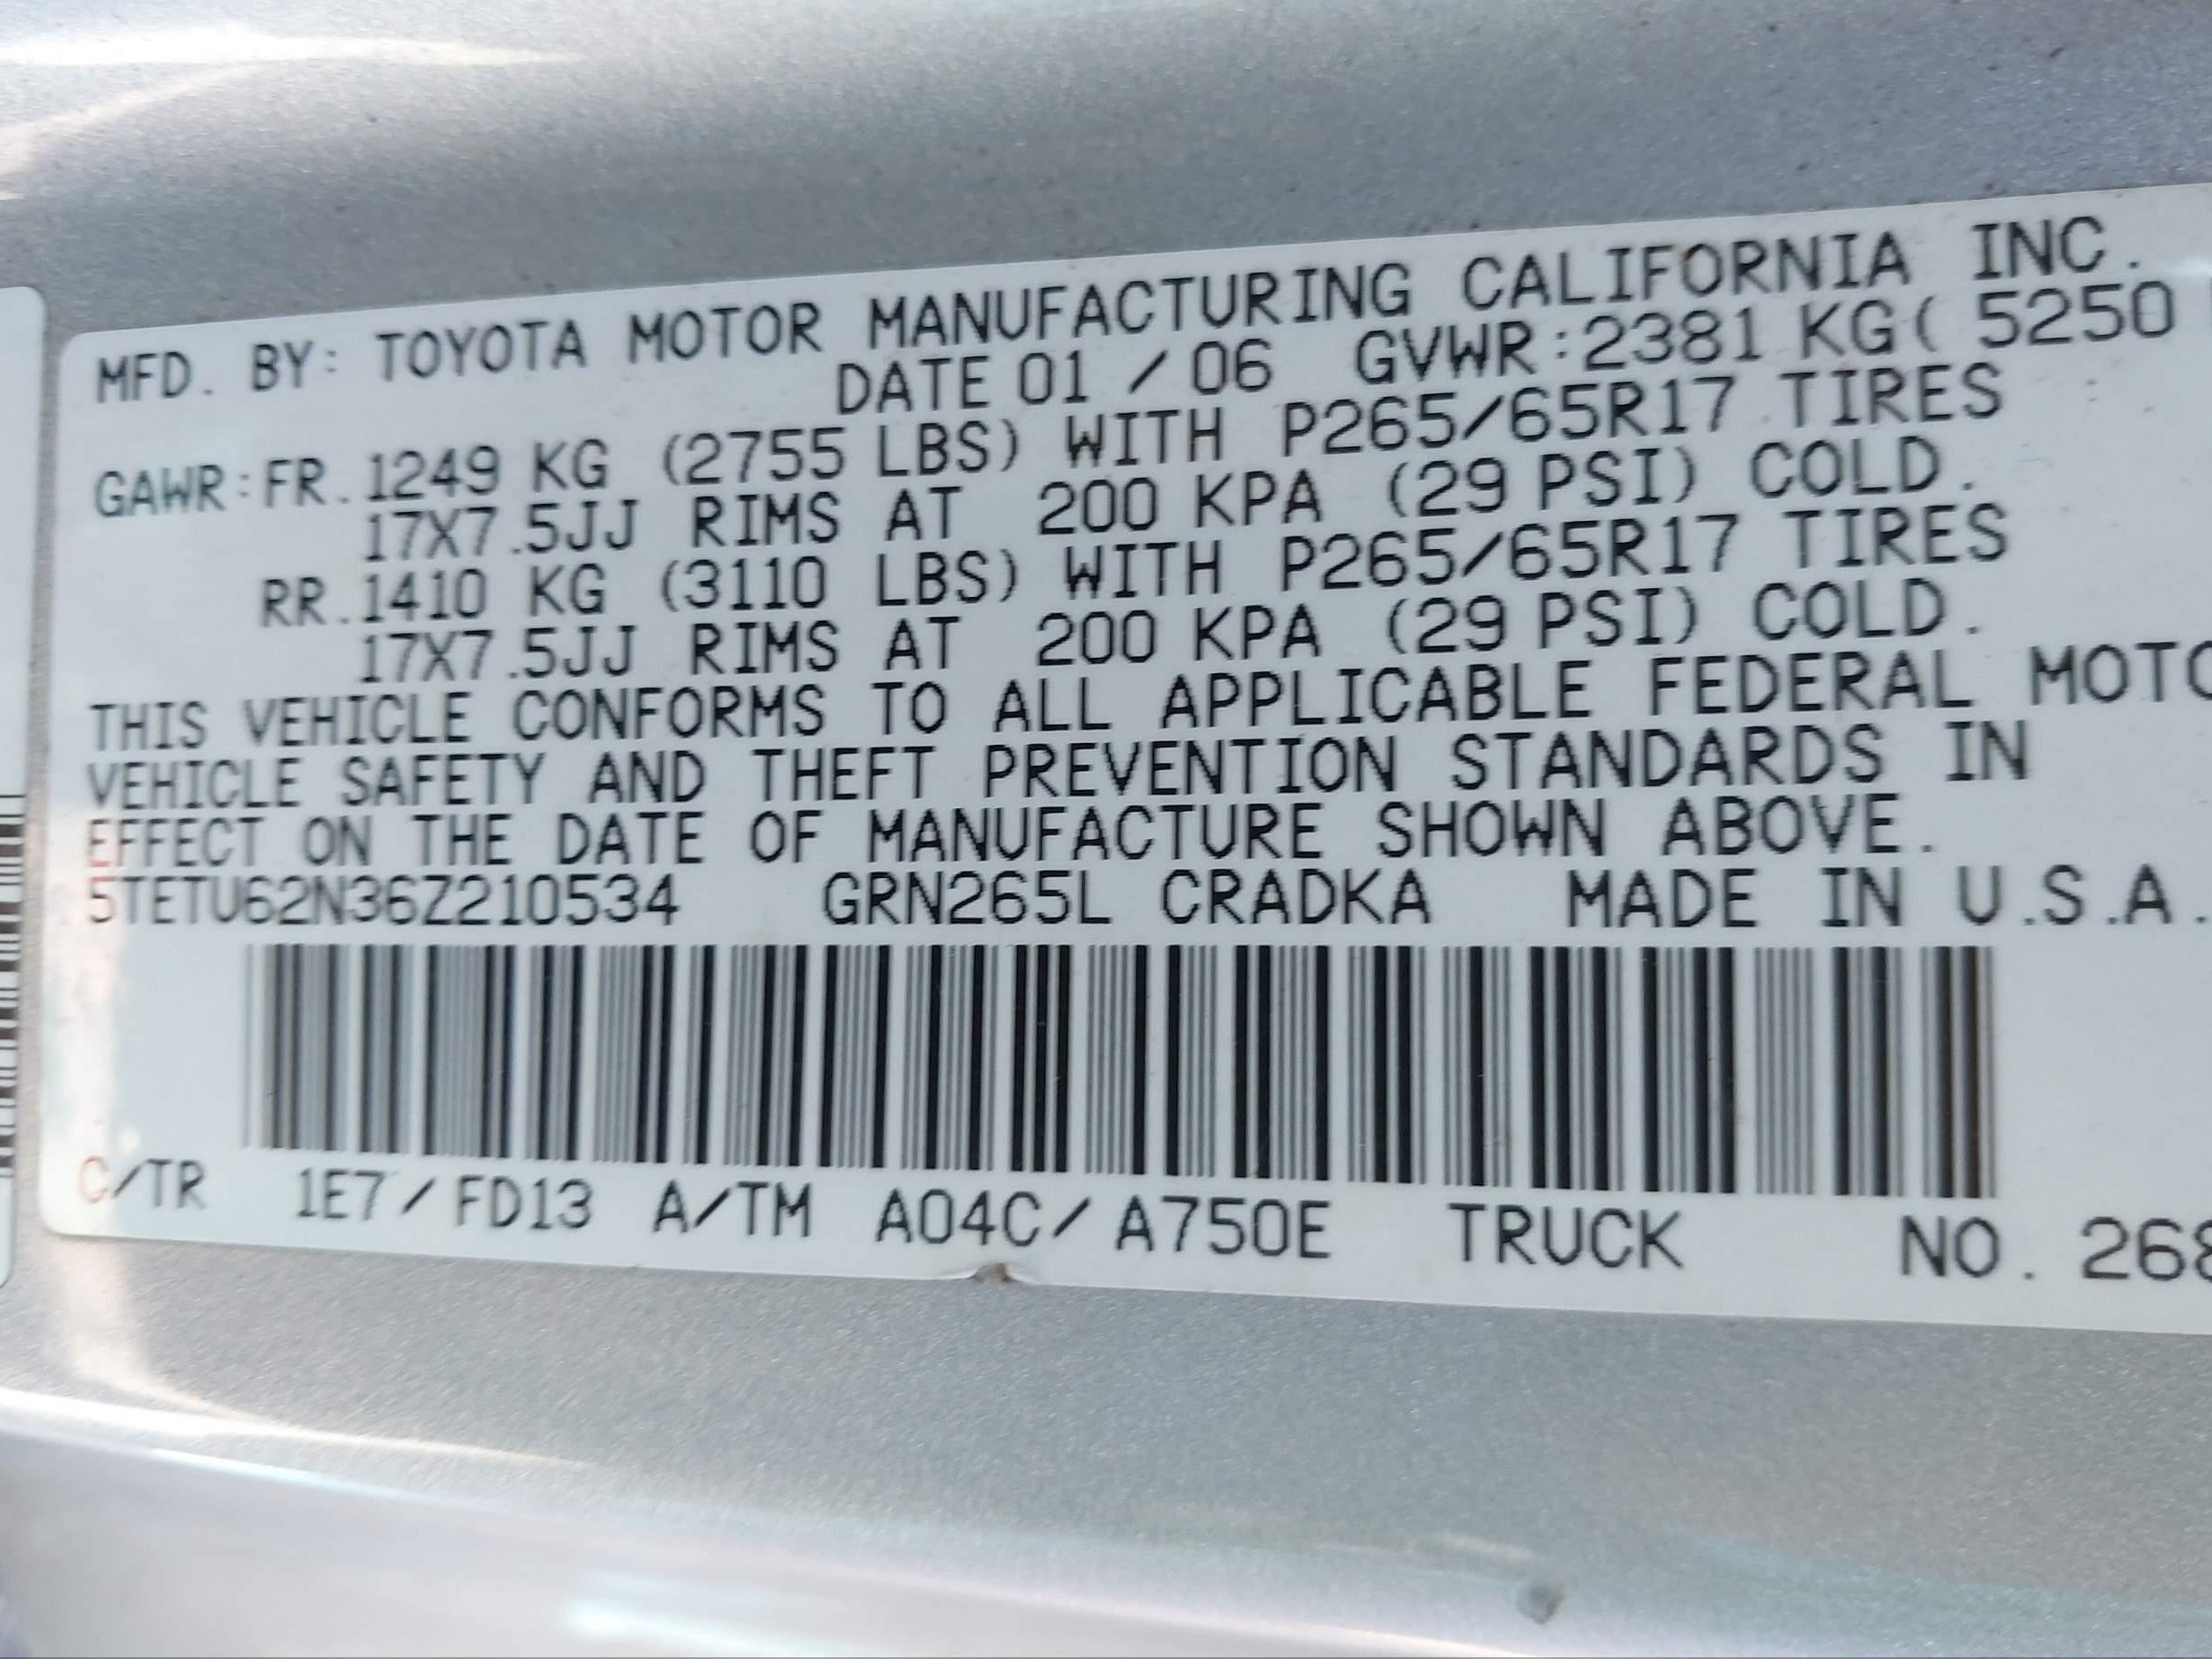 MFD. BY: TOYOTA MOTOR MANUFACTURING CALIFORNIA INC.
DATE 01 / 06 GVWR:2381 KG( 5250
GAWR:FR.1249 KG (2755 LBS) WITH P265/65R17 TIRES
17X7.5JJ RIMS AT 200 KPA (29 PSI) COLD.
RR.1410 KG (3110 LBS) WITH P265/65R17 TIRES
17X7.5JJ RIMS AT 200 KPA (29 PSI) COLD.
THIS VEHICLE CONFORMS TO ALL APPLICABLE FEDERAL MOTO
VEHICLE SAFETY AND THEFT PREVENTION STANDARDS IN
EFFECT ON THE DATE OF MANUFACTURE SHOWN ABOVE.
5TETU62N36Z210534 GRN265L CRADKA MADE IN U.S.A.
C/TR 1E7/FD13 A/TM A04C/A750E TRUCK NO. 268